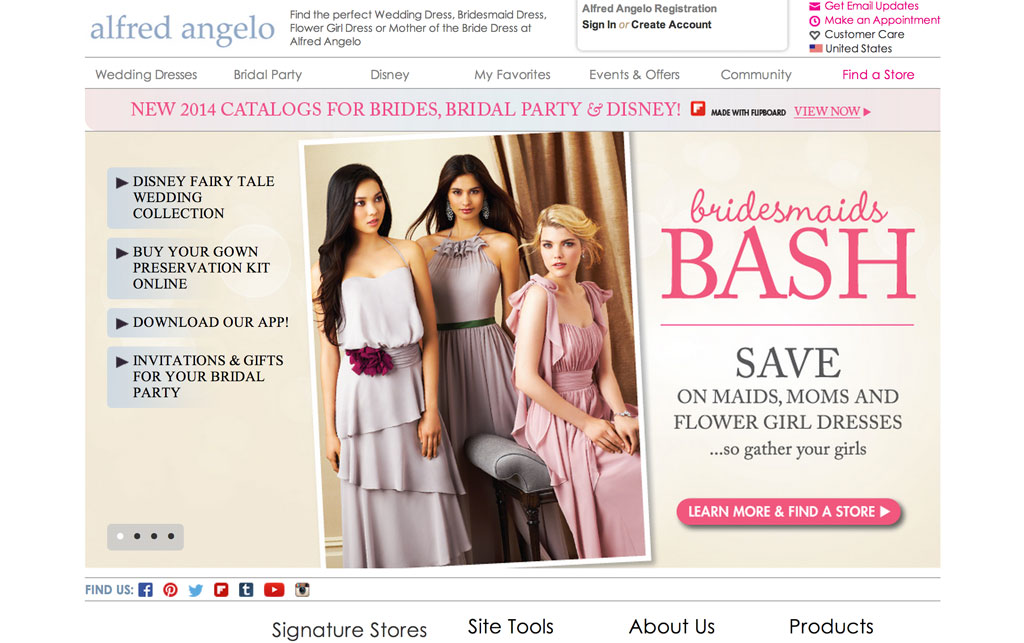 alfred angelo
Find the perfect Wedding Dress, Bridesmaid Dress,
Flower Girl Dress or Mother of the Bride Dress at
Alfred Angelo
Alfred Angelo Registration
Sign In or Create Account
Get Email Updates
Make an Appointment
Customer Care
United States
Wedding Dresses
Bridal Party
Disney
My Favorites
Events & Offers
Community
Find a Store
NEW 2014 CATALOGS FOR BRIDES, BRIDAL PARTY & DISNEY! MADE WITH FLIPBOARD VIEW NOW
DISNEY FAIRY TALE
WEDDING
COLLECTION
BUY YOUR GOWN
PRESERVATION KIT
ONLINE
DOWNLOAD OUR APP!
INVITATIONS & GIFTS
FOR YOUR BRIDAL
PARTY
bridesmaids
BASH
SAVE
ON MAIDS, MOMS AND
FLOWER GIRL DRESSES
...so gather your girls
LEARN MORE & FIND A STORE
FIND US:
Signature Stores
Site Tools
About Us
Products